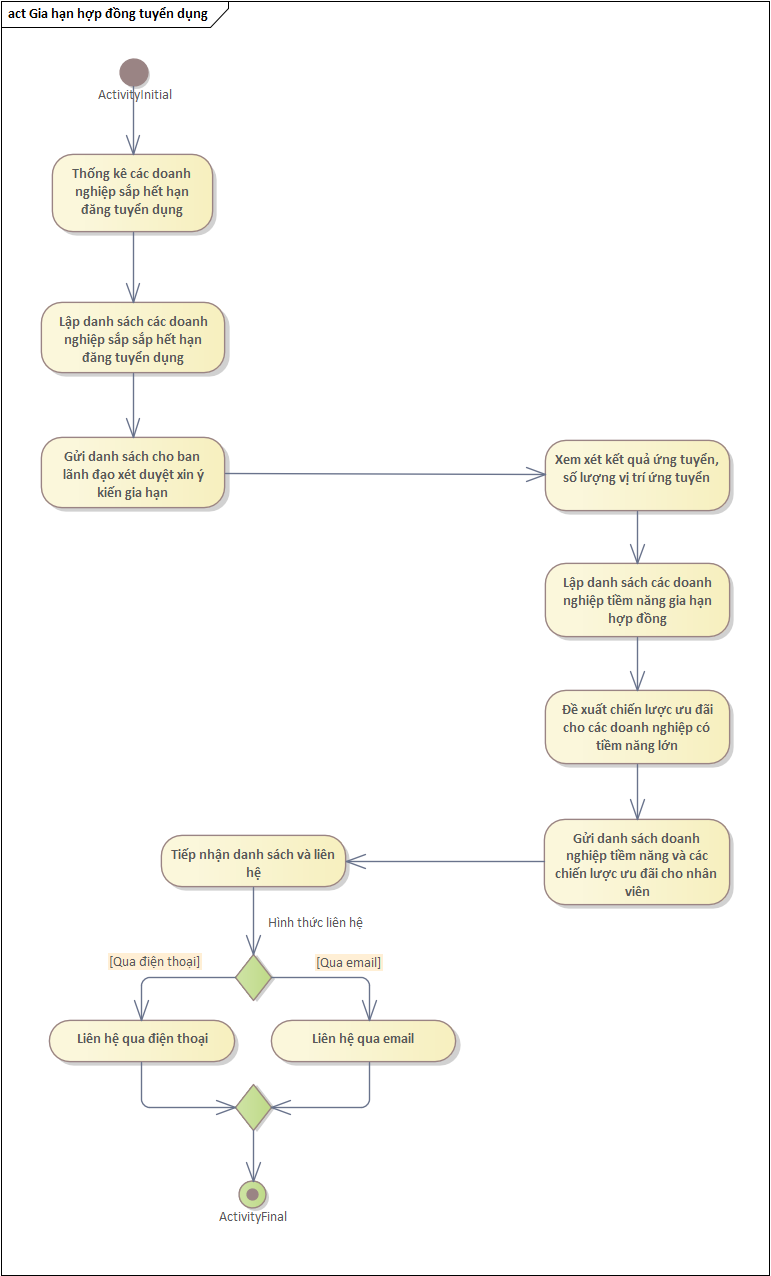 act Gia hạn hợp đồng tuyển dụng
ActivityInitial
Thống kê các doanh
nghiệp sắp hết hạn
đăng tuyển dụng
Lập danh sách các doanh
nghiệp sắp sắp hết hạn
đăng tuyển dụng
Gửi danh sách cho ban
lãnh đạo xét duyệt xin ý
kiến gia hạn
Xem xét kết quả ứng tuyển,
số lượng vị trí ứng tuyển
Lập danh sách các doanh
nghiệp tiềm năng gia hạn
hợp đồng
Đề xuất chiến lược ưu đãi
cho các doanh nghiệp có
tiềm năng lớn
Gửi danh sách doanh
nghiệp tiềm năng và các
chiến lược ưu đãi cho nhân
viên
Tiếp nhận danh sách và liên
hệ
Hình thức liên hệ
[Qua điện thoại]
[Qua email]
Liên hệ qua điện thoại
Liên hệ qua email
ActivityFinal